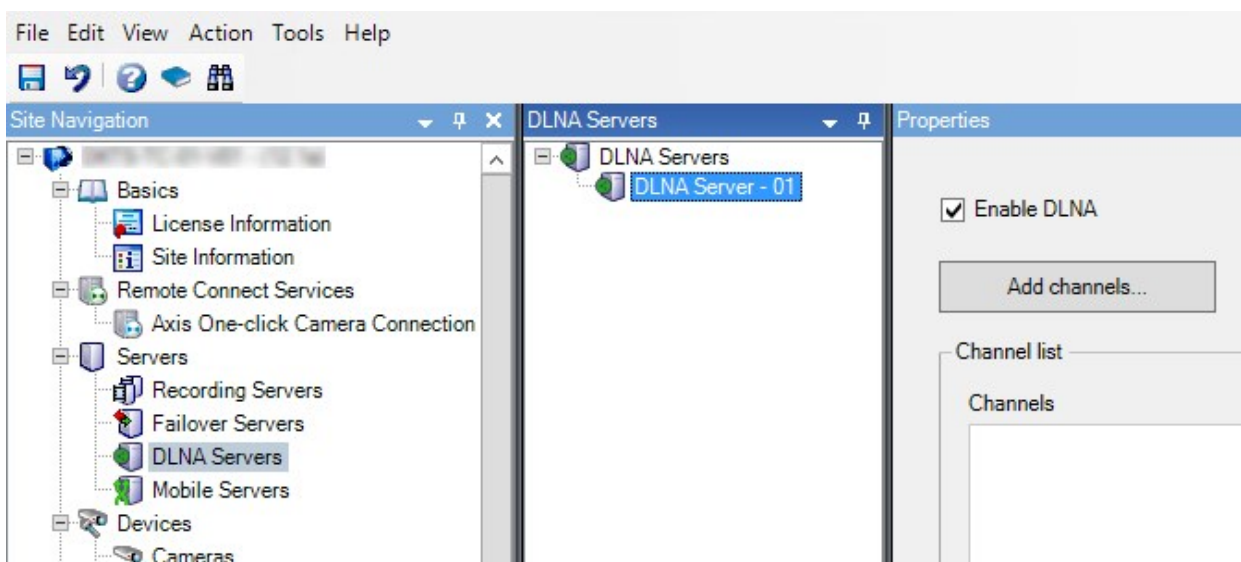 File Edit View Action Tools Help
Site Navigation
Basics
License Information
Site Information
Remote Connect Services
Axis One-click Camera Connection
Servers
Recording Servers
Failover Servers
DLNA Servers
Mobile Servers
Devices
Cameras
DLNA Servers
DLNA Servers
DLNA Server - 01
Properties
Enable DLNA
Add channels...
Channel list
Channels